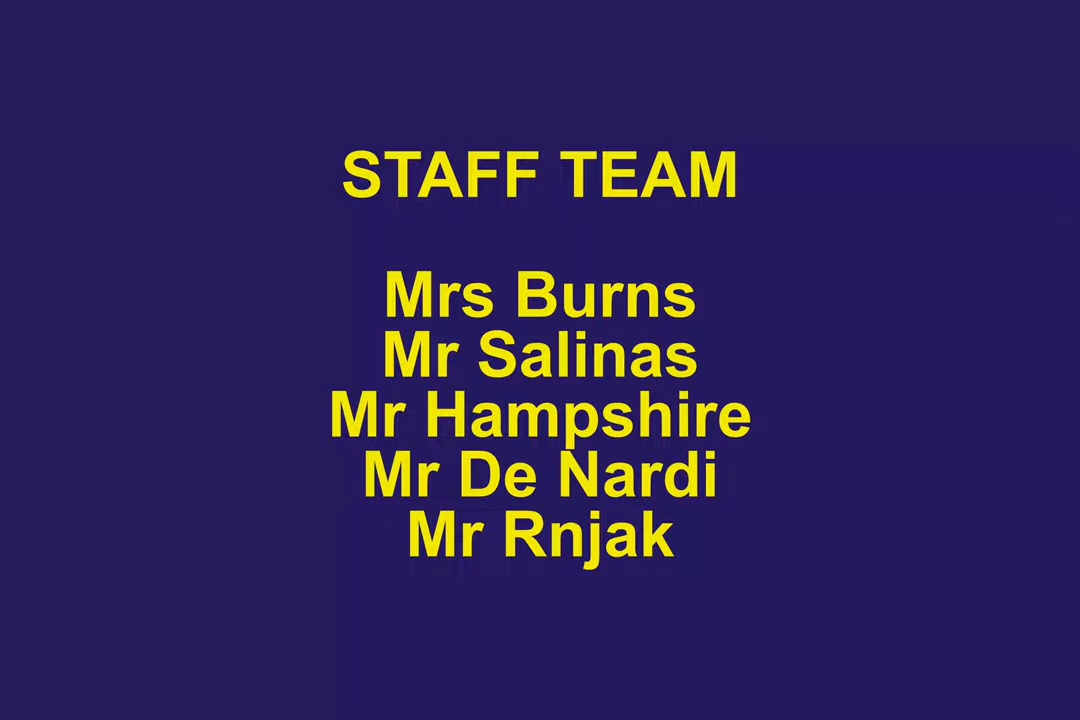 STAFF TEAM
Mrs Burns
Mr Salinas
Mr Hampshire
Mr De Nardi
Mr Rnjak